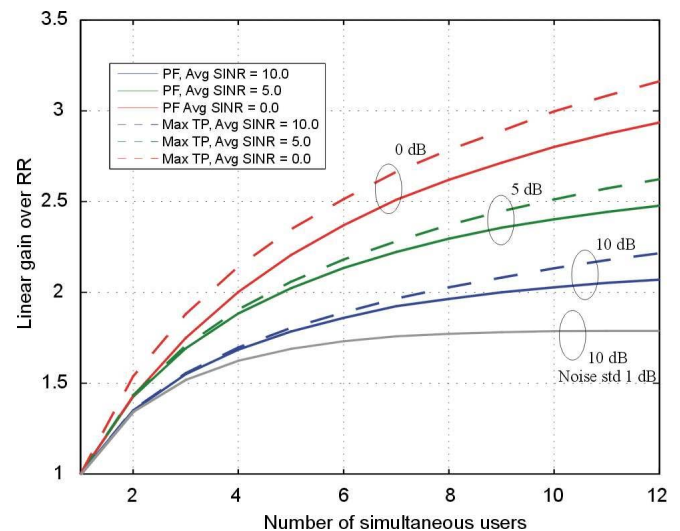 3.5
3
2.5
2
1.5
1
Linear gain over RR
PF, Avg SINR = 10.0
PF, Avg SINR = 5.0
PF Avg SINR = 0.0
Max TP, Avg SINR = 10.0
Max TP, Avg SINR = 5.0
Max TP, Avg SINR = 0.0
0 dB
5 dB
10 dB
10 dB
Noise std 1 dB
2 4 6 8 10 12
Number of simultaneous users